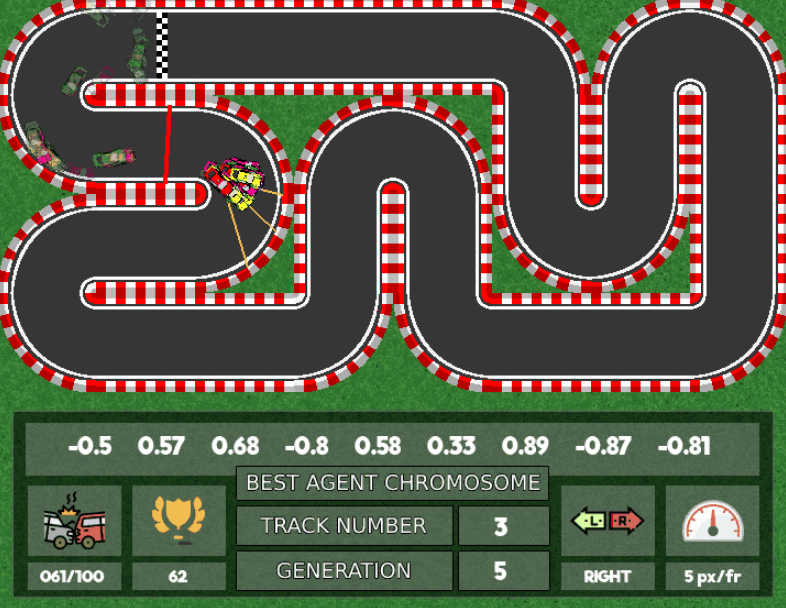 -0.5 0.57 0.68 -0.8 0.58 0.33 0.89 -0.87 -0.81
BEST AGENT CHROMOSOME
TRACK NUMBER 3
L R
GENERATION 5
061/100 62 RIGHT 5 px/fr